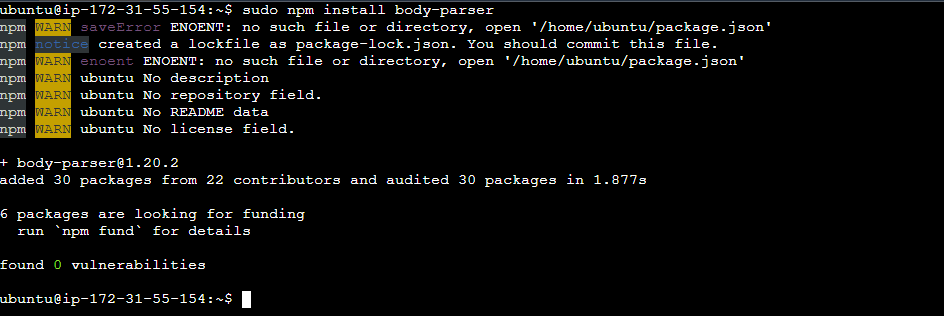 ubuntu@ip-172-31-55-154:~$ sudo npm install body-parser
npm WARN saveError ENOENT: no such file or directory, open '/home/ubuntu/package.json'
npm notice created a lockfile as package-lock.json. You should commit this file.
npm WARN enoent ENOENT: no such file or directory, open '/home/ubuntu/package.json'
npm WARN ubuntu No description
npm WARN ubuntu No repository field.
npm WARN ubuntu No README data
npm WARN ubuntu No license field.
+ body-parser@1.20.2
added 30 packages from 22 contributors and audited 30 packages in 1.877s
6 packages are looking for funding
run `npm fund` for details
found 0 vulnerabilities
ubuntu@ip-172-31-55-154:~$